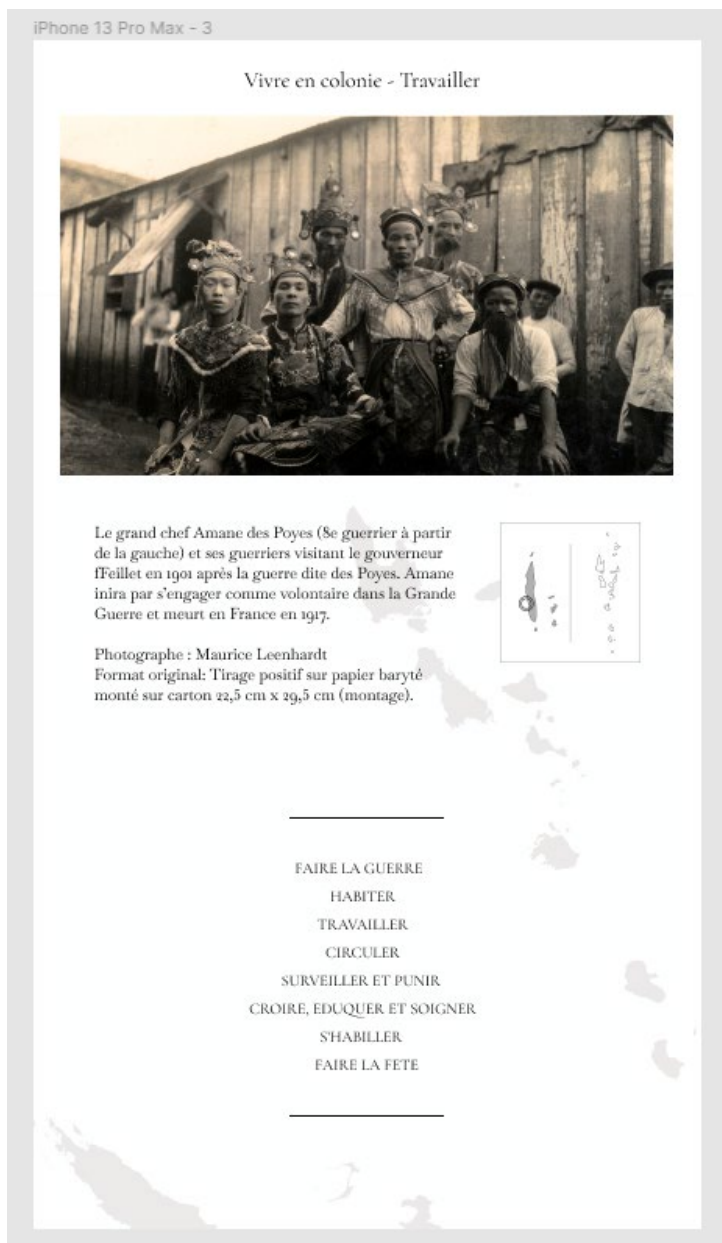 iPhone 13 Pro Max - 3
Vivre en colonie - Travailler
Le grand chef Amane des Poyes (8e guerrier à partir
de la gauche) et ses guerriers visitant le gouverneur
fFeillet en 1901 après la guerre dite des Poyes. Amane
inira par s'engager comme volontaire dans la Grande
Guerre et meurt en France en 1917.
Photographe : Maurice Leenhardt
Format original: Tirage positif sur papier baryté
monté sur carton 22,5 cm x 29,5 cm (montage).
FAIRE LA GUERRE
HABITER
TRAVAILLER
CIRCULER
SURVEILLER ET PUNIR
CROIRE, EDUQUER ET SOIGNER
S'HABILLER
FAIRE LA FETE